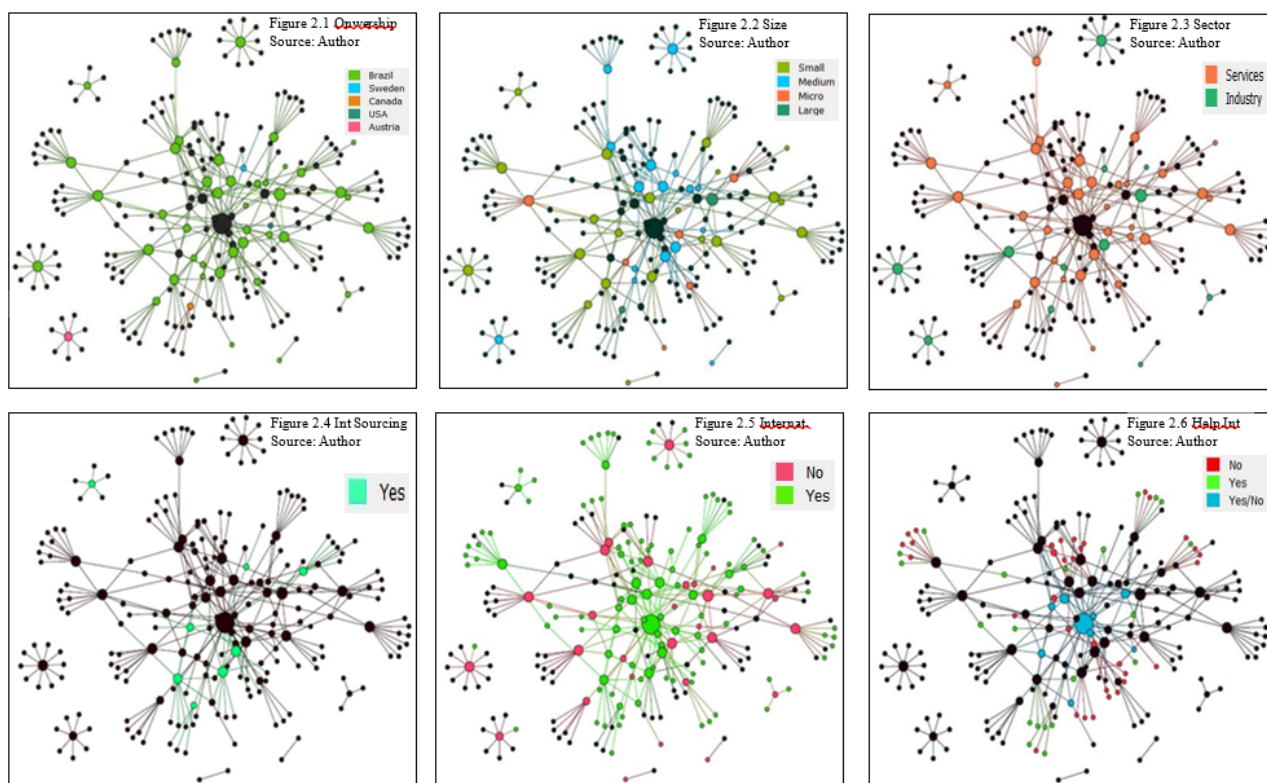 Figure 2.1 Onwership
Source: Author
Brazil
Sweden
Canada
USA
Austria
Figure 2.2 Size
Source: Author
Small
Medium
Micro
Large
Figure 2.3 Sector
Source: Author
Services
Industry
Figure 2.4 Int Sourcing
Source: Author
Yes
Figure 2.5 Internat.
Source: Author
No
Yes
Figure 2.6 Help Int
Source: Author
No
Yes
Yes/No